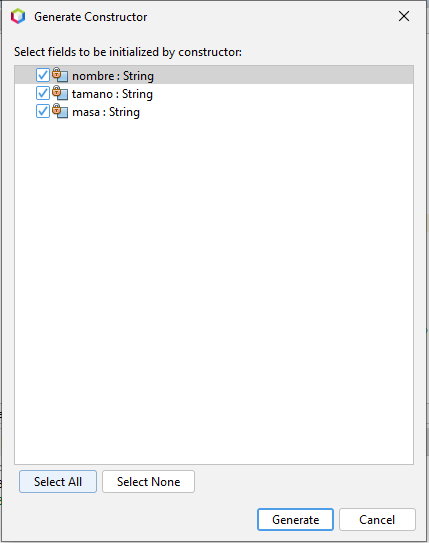 Generate Constructor
Select fields to be initialized by constructor:
nombre : String
tamano : String
masa : String
Select All Select None
Generate Cancel